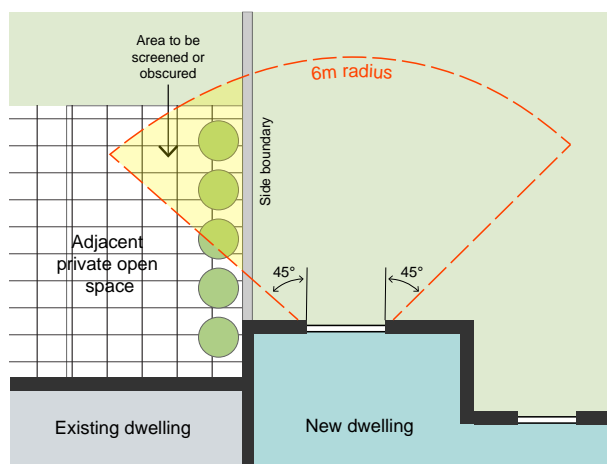 Area to be
screened or
obscured
6m radius
Side boundary
Adjacent
private open
space
45°
45°
Existing dwelling
New dwelling